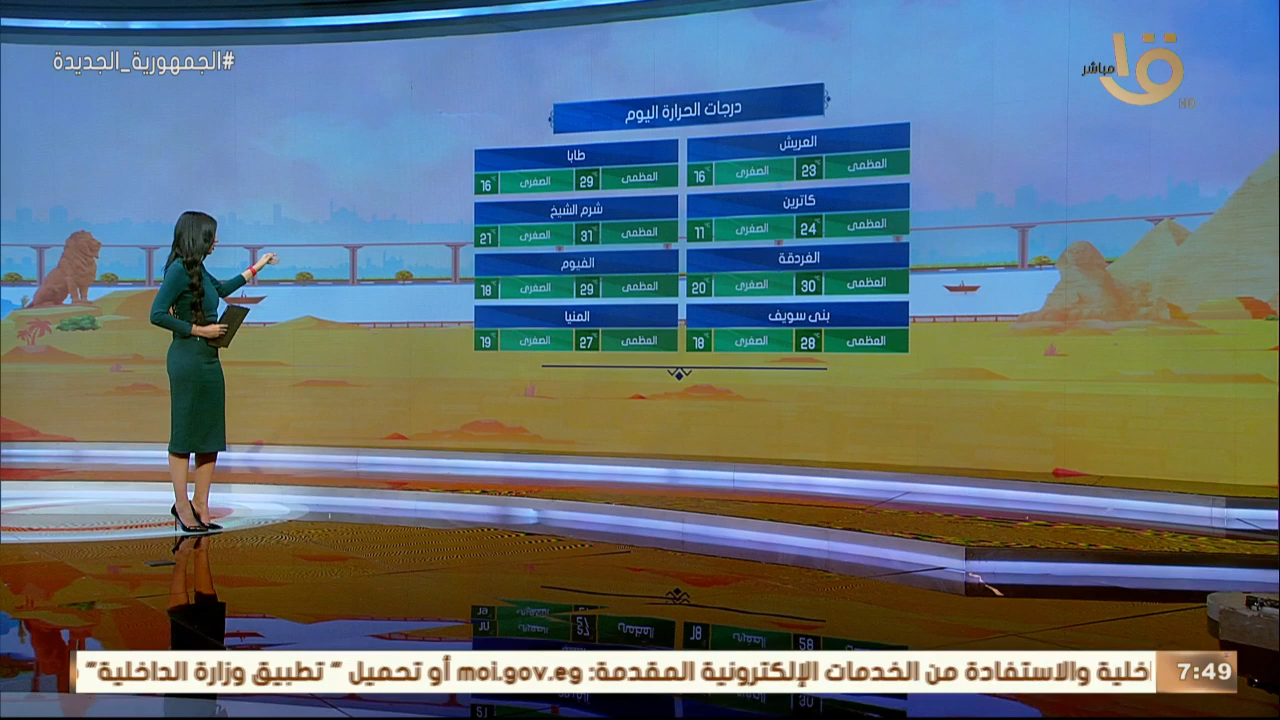 #الجمهورية_الجديدة
مباشر
HD
درجات الحرارة اليوم
العريش
العظمى 23 الصغرى 16
طابا
العظمى 29 الصغرى 16
كاترين
العظمى 24 الصغرى 11
شرم الشيخ
العظمى 31 الصغرى 21
الغردقة
العظمى 30 الصغرى 20
الفيوم
العظمى 29 الصغرى 18
بنى سويف
العظمى 28 الصغرى 18
المنيا
العظمى 27 الصغرى 19
7:49
خلية والاستفادة من الخدمات الإلكترونية المقدمة: moi.gov.eg أو تحميل " تطبيق وزارة الداخلية"